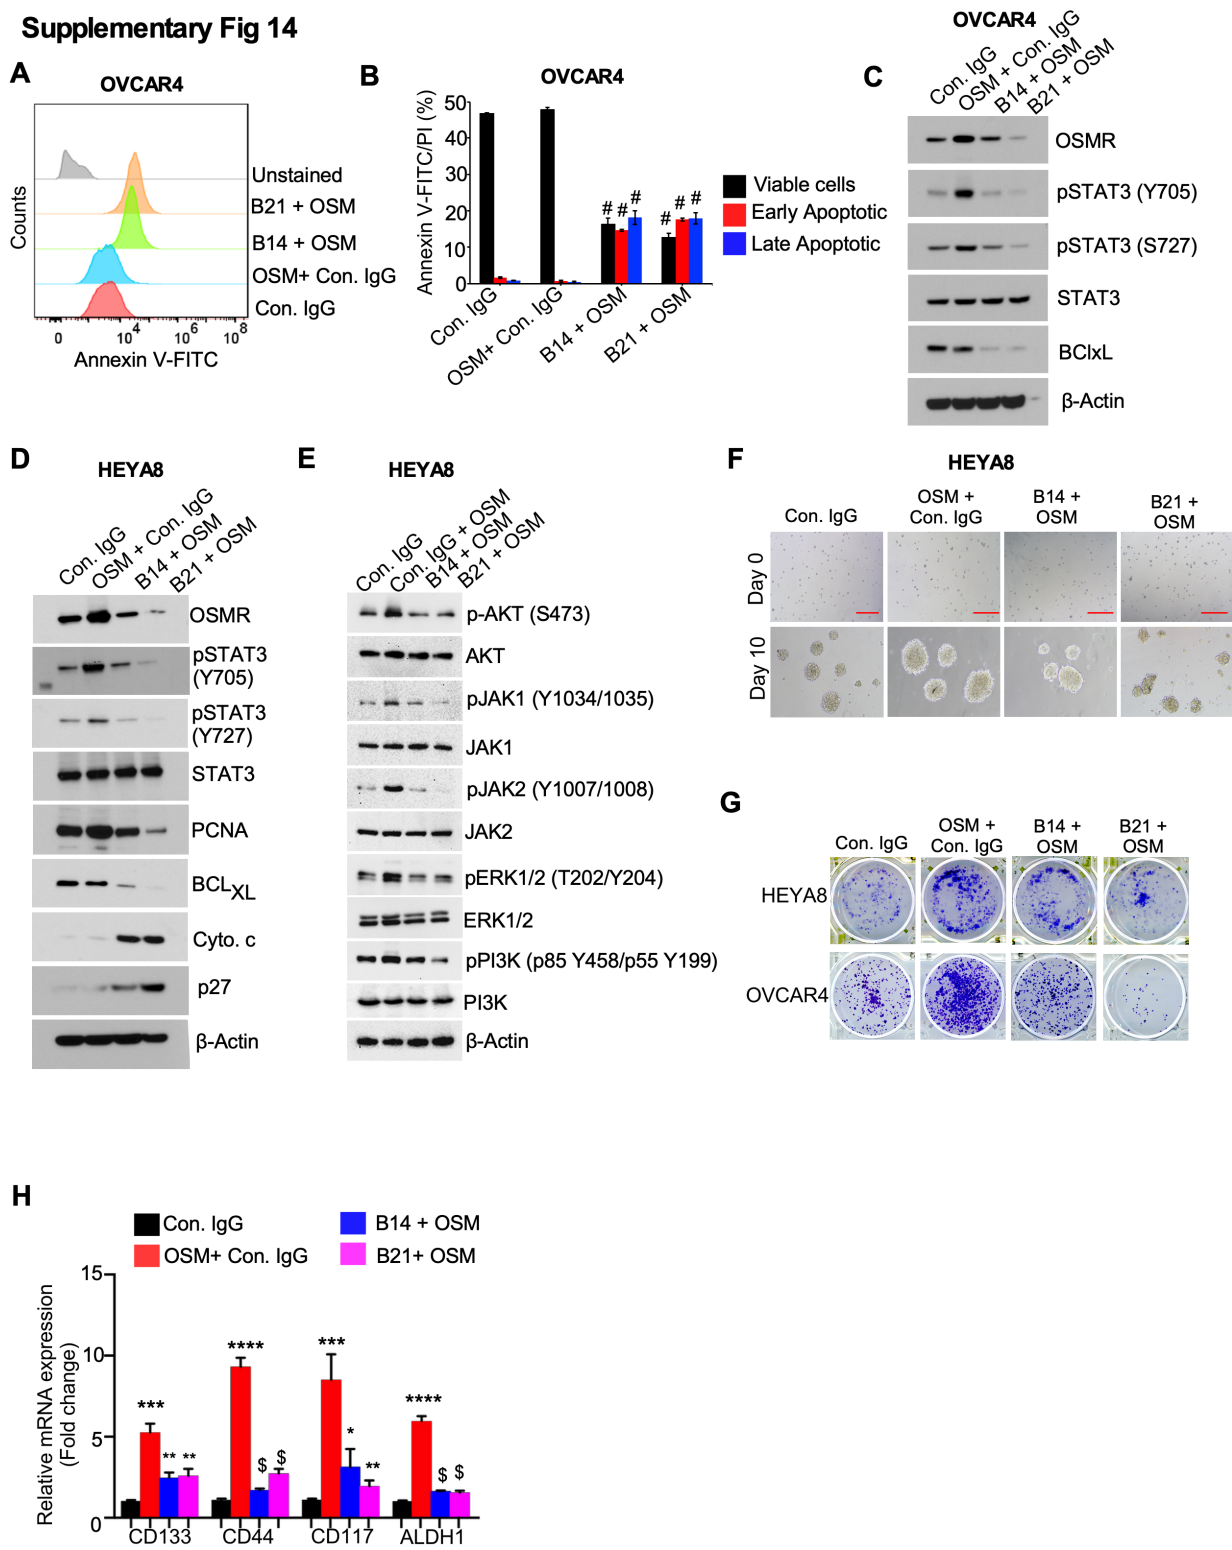 Supplementary Fig 14
A
OVCAR4
Counts
Unstained
B21 + OSM
B14 + OSM
OSM+ Con. IgG
Con. IgG
0
10^4
10^6
10^8
Annexin V-FITC
B
OVCAR4
Annexin V-FITC/PI (%)
50
40
30
20
10
0
# # #
# # #
Con. IgG
OSM+ Con. IgG
B14 + OSM
B21 + OSM
Viable cells
Early Apoptotic
Late Apoptotic
C
OVCAR4
Con. IgG
OSM + Con. IgG
B14 + OSM
B21 + OSM
OSMR
pSTAT3 (Y705)
pSTAT3 (S727)
STAT3
BClxL
β-Actin
D
HEYA8
Con. IgG
OSM + Con. IgG
B14 + OSM
B21 + OSM
OSMR
pSTAT3
(Y705)
pSTAT3
(Y727)
STAT3
PCNA
BCLXL
Cyto. c
p27
β-Actin
E
HEYA8
Con. IgG
Con. IgG + OSM
B14 + OSM
B21 + OSM
p-AKT (S473)
AKT
pJAK1 (Y1034/1035)
JAK1
pJAK2 (Y1007/1008)
JAK2
pERK1/2 (T202/Y204)
ERK1/2
pPI3K (p85 Y458/p55 Y199)
PI3K
β-Actin
F
HEYA8
Con. IgG
OSM +
Con. IgG
B14 +
OSM
B21 +
OSM
Day 0
Day 10
G
Con. IgG
OSM +
Con. IgG
B14 +
OSM
B21 +
OSM
HEYA8
OVCAR4
H
Con. IgG
OSM+ Con. IgG
B14 + OSM
B21+ OSM
Relative mRNA expression
(Fold change)
15
10
5
0
*** ** **
**** $ $
*** * **
**** $ $
CD133
CD44
CD117
ALDH1